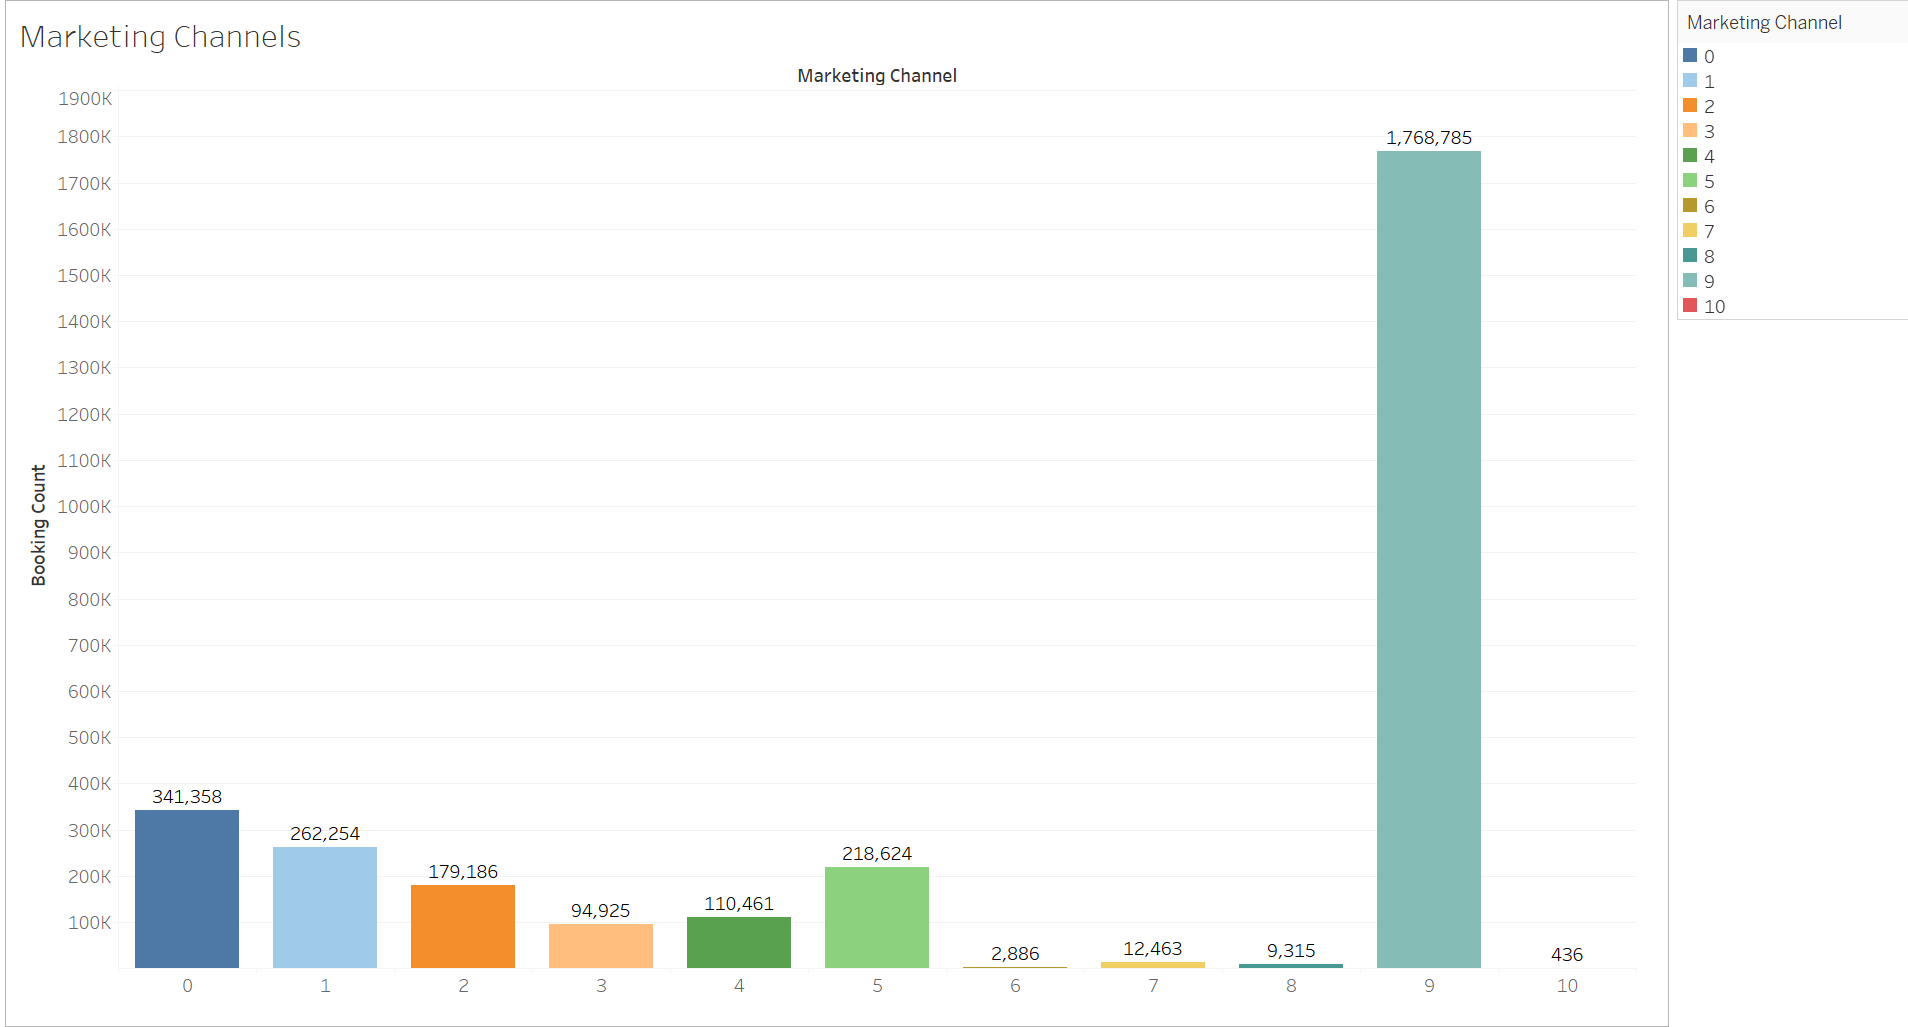 Marketing Channels
Marketing Channel
Booking Count
1900K
1800K
1700K
1600K
1500K
1400K
1300K
1200K
1100K
1000K
900K
800K
700K
600K
500K
400K
300K
200K
100K
341,358
262,254
179,186
94,925
110,461
218,624
2,886
12,463
9,315
1,768,785
436
0 1 2 3 4 5 6 7 8 9 10
Marketing Channel
0
1
2
3
4
5
6
7
8
9
10